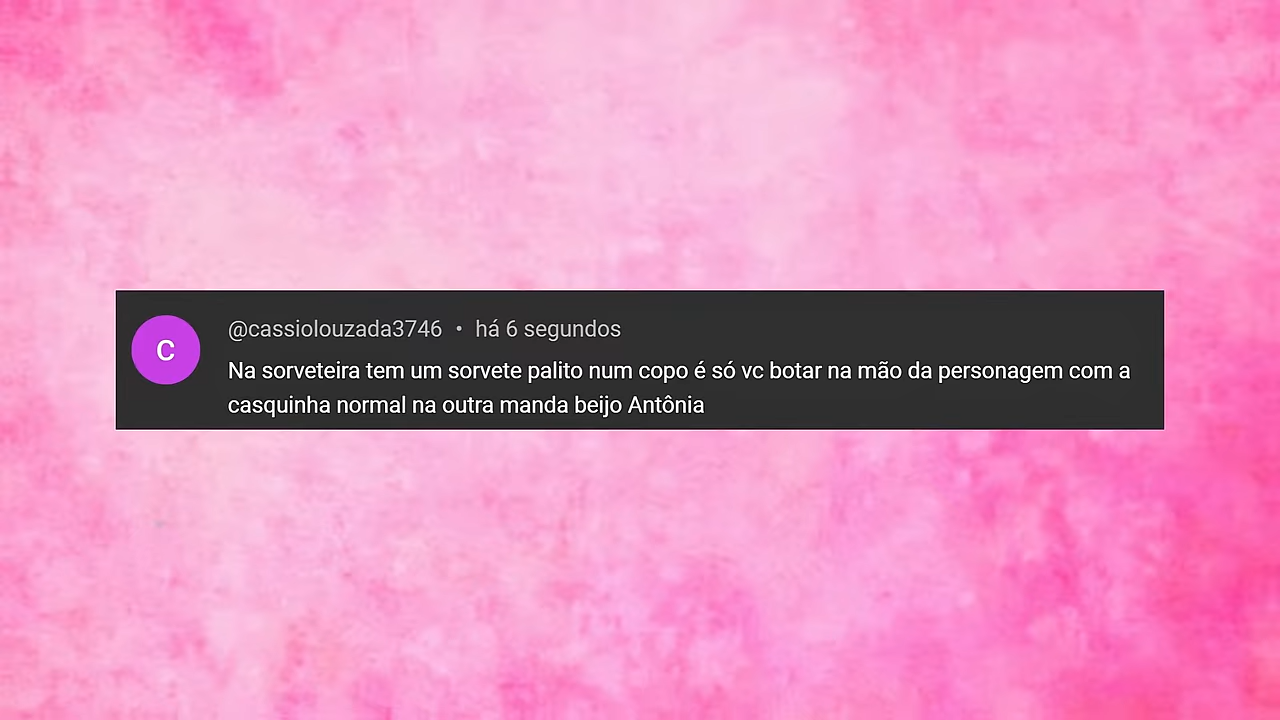 C
@cassiolouzada3746 • há 6 segundos
Na sorveteira tem um sorvete palito num copo é só vc botar na mão da personagem com a
casquinha normal na outra manda beijo Antônia